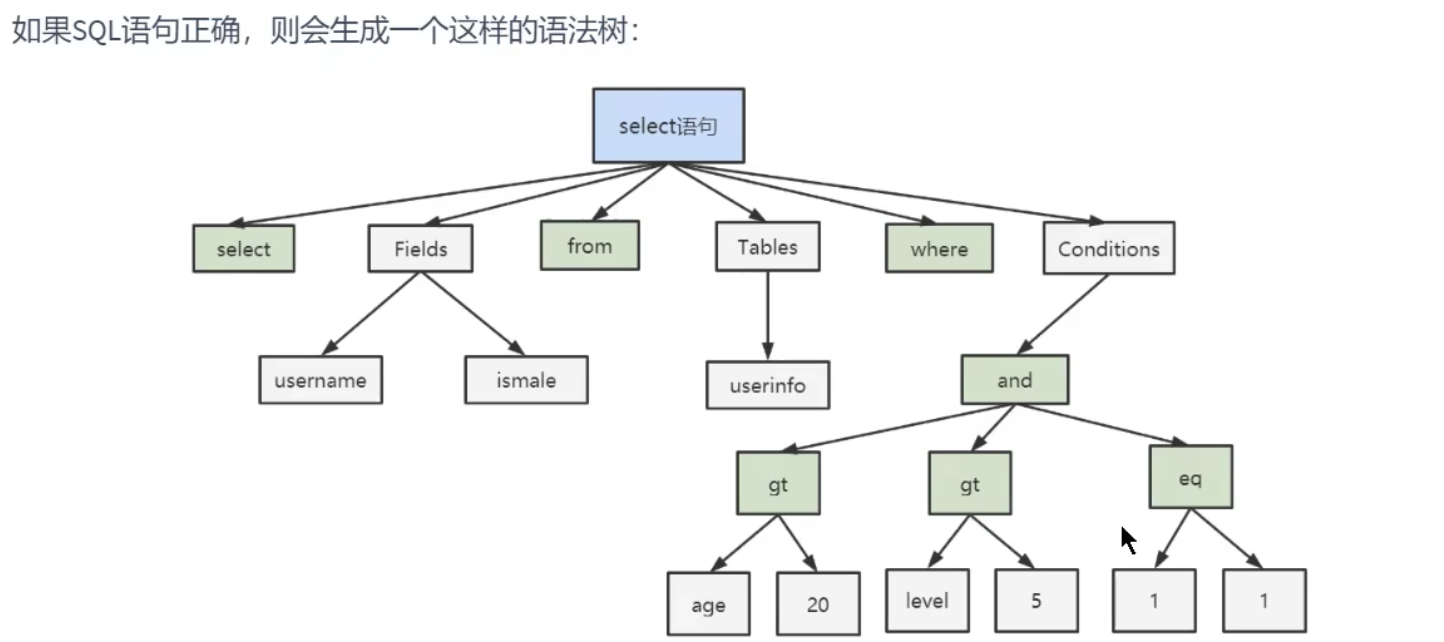 如果SQL语句正确，则会生成一个这样的语法树：
select语句
select
Fields
from
Tables
where
Conditions
username
ismale
userinfo
and
gt
gt
eq
age
20
level
5
1
1